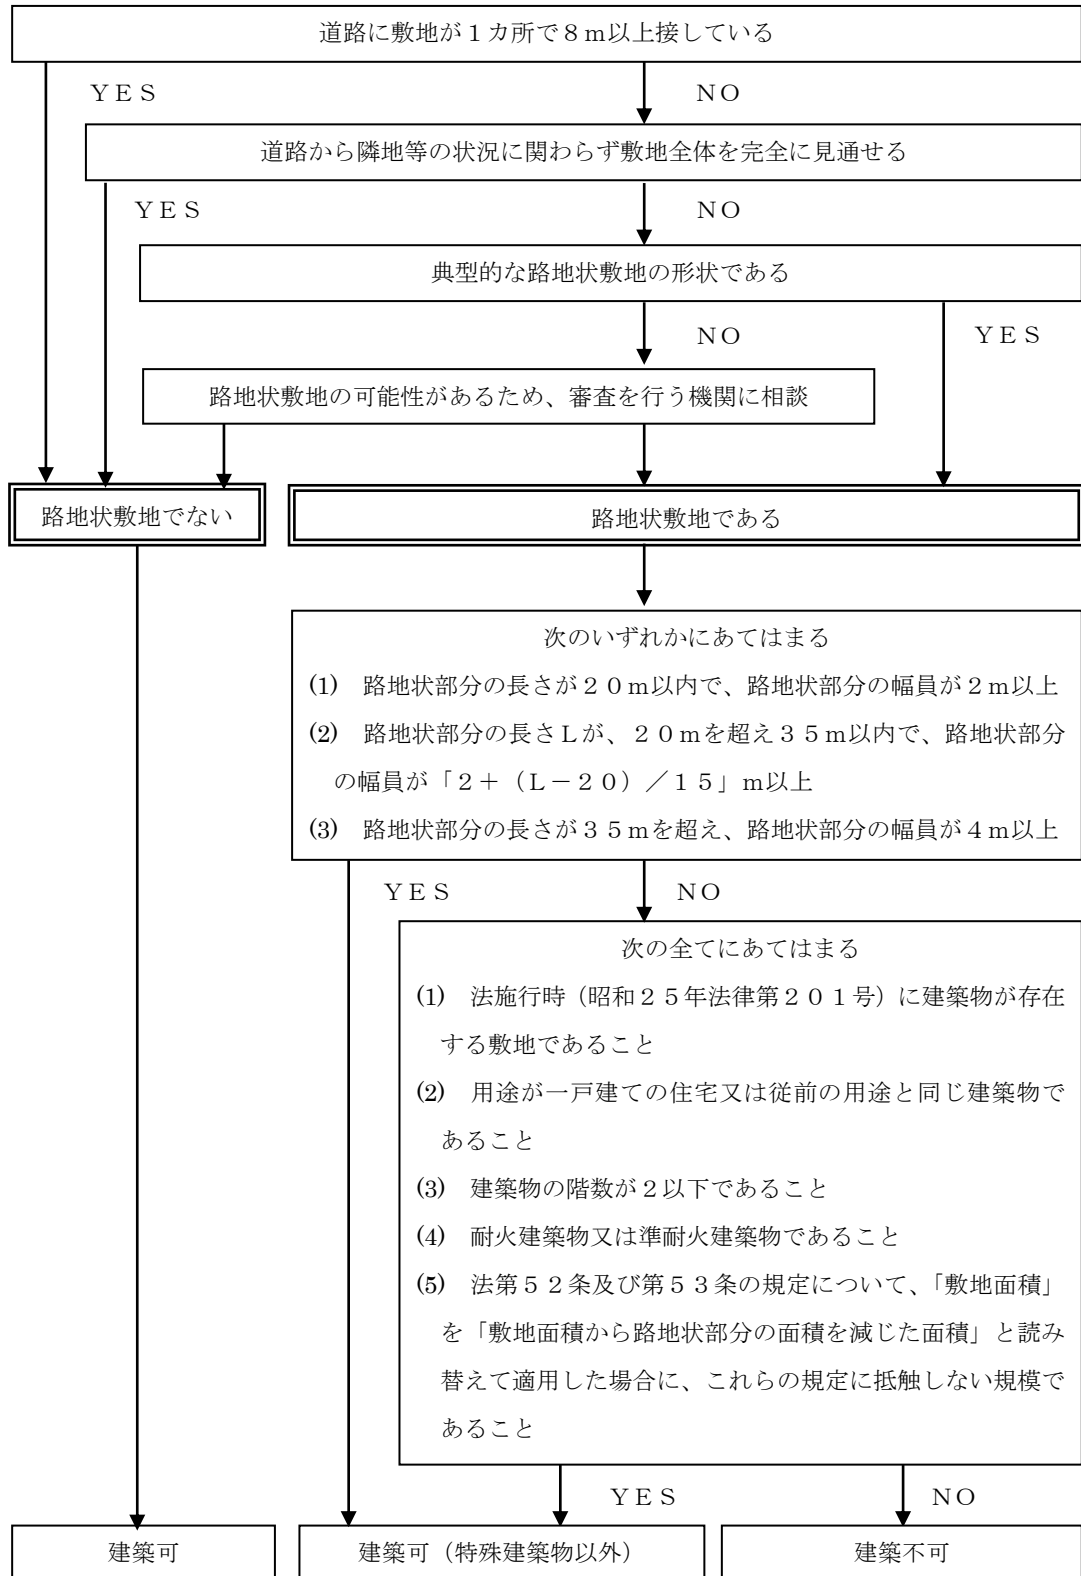 道路に敷地が１カ所で８ｍ以上接している
ＹＥＳ
ＮＯ
道路から隣地等の状況に関わらず敷地全体を完全に見通せる
ＹＥＳ
ＮＯ
典型的な路地状敷地の形状である
ＮＯ
ＹＥＳ
路地状敷地の可能性があるため、審査を行う機関に相談
路地状敷地でない
路地状敷地である
次のいずれかにあてはまる
(1)　路地状部分の長さが２０ｍ以内で、路地状部分の幅員が２ｍ以上
(2)　路地状部分の長さＬが、２０ｍを超え３５ｍ以内で、路地状部分
の幅員が「２＋（Ｌ－２０）／１５」ｍ以上
(3)　路地状部分の長さが３５ｍを超え、路地状部分の幅員が４ｍ以上
ＹＥＳ
ＮＯ
次の全てにあてはまる
(1)　法施行時（昭和２５年法律第２０１号）に建築物が存在
する敷地であること
(2)　用途が一戸建ての住宅又は従前の用途と同じ建築物で
あること
(3)　建築物の階数が２以下であること
(4)　耐火建築物又は準耐火建築物であること
(5)　法第５２条及び第５３条の規定について、「敷地面積」
を「敷地面積から路地状部分の面積を減じた面積」と読み
替えて適用した場合に、これらの規定に抵触しない規模で
あること
ＹＥＳ
ＮＯ
建築可
建築可（特殊建築物以外）
建築不可